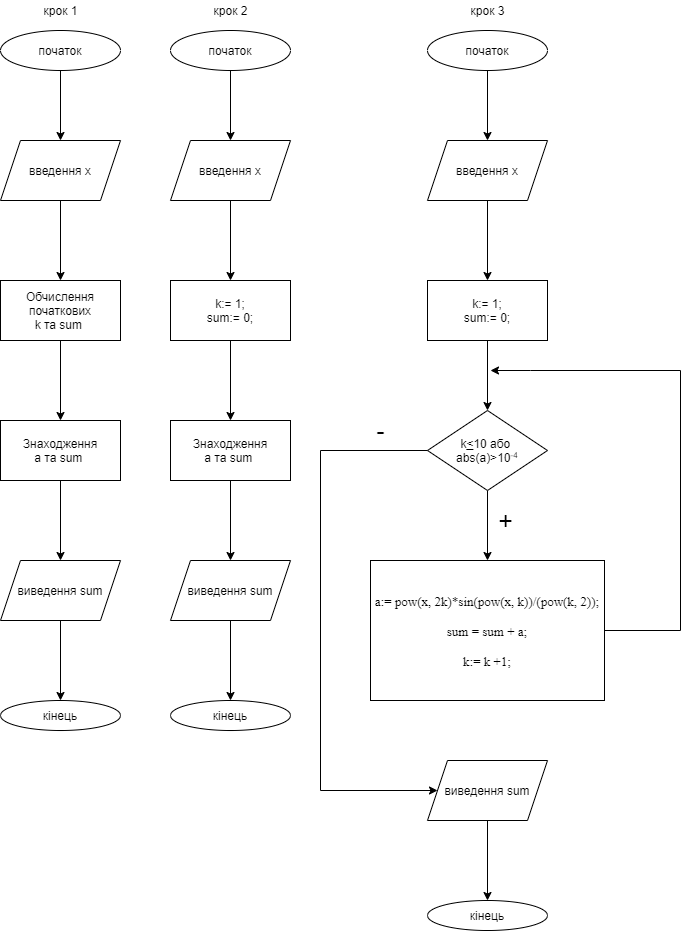 крок 1
початок
введення x
Обчислення
початкових
k та sum
Знаходження
a та sum
виведення sum
кінець
крок 2
початок
введення x
k:= 1;
sum:= 0;
Знаходження
a та sum
виведення sum
кінець
крок 3
початок
введення x
k:= 1;
sum:= 0;
k≤10 або
abs(a)>10⁻⁴
-
+
a:= pow(x, 2k)*sin(pow(x, k))/(pow(k, 2));
sum = sum + a;
k:= k +1;
виведення sum
кінець